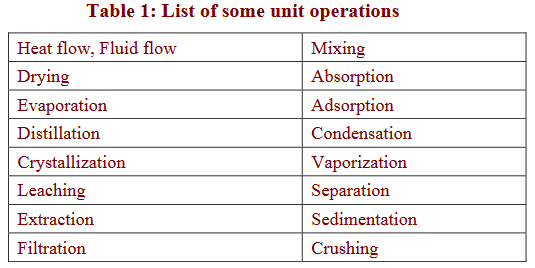 Table 1: List of some unit operations
Heat flow, Fluid flow Mixing
Drying Absorption
Evaporation Adsorption
Distillation Condensation
Crystallization Vaporization
Leaching Separation
Extraction Sedimentation
Filtration Crushing